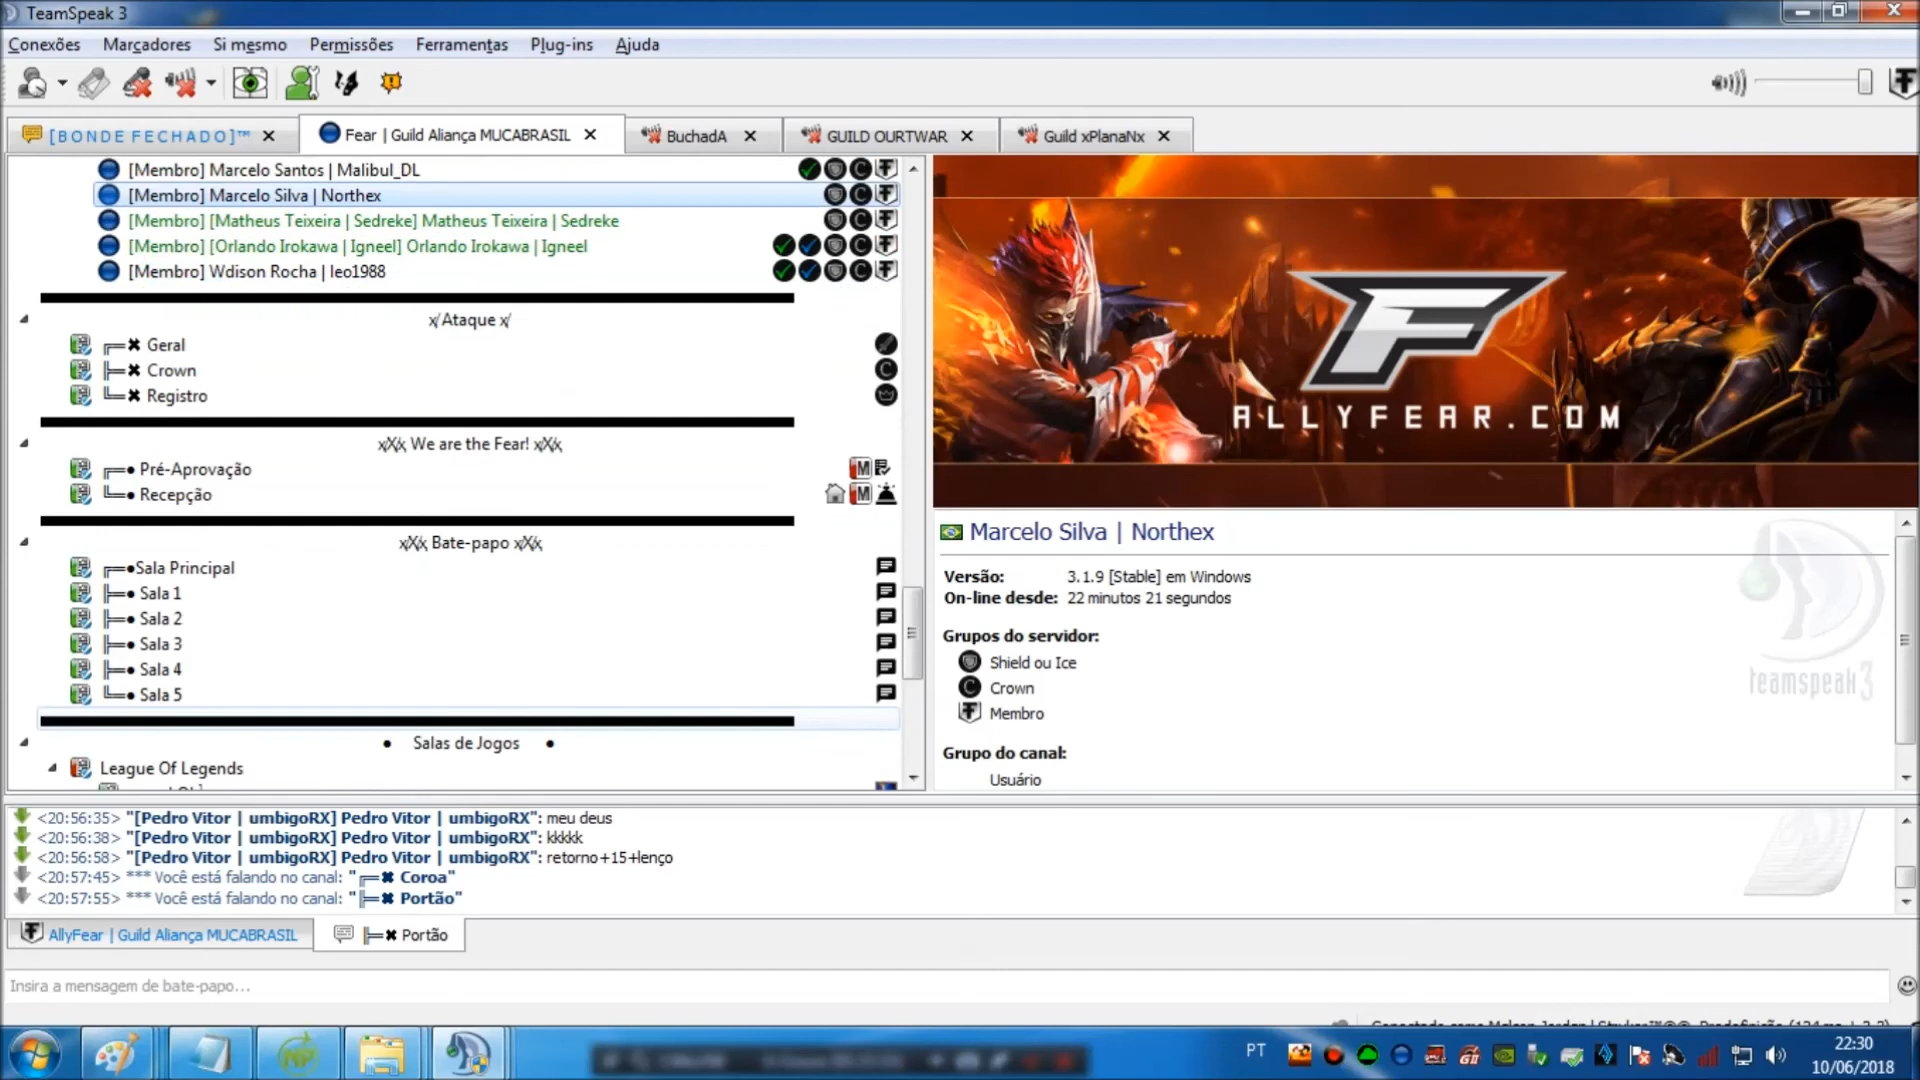 TeamSpeak 3
Conexões Marcadores Si mesmo Permissões Ferramentas Plug-ins Ajuda
[BONDE FECHADO]™ Fear | Guild Aliança MUCABRASIL BuchadA GUILD OURTWAR Guild xPlanaNx
[Membro] Marcelo Santos | Malibul_DL
[Membro] Marcelo Silva | Northex
[Membro] [Matheus Teixeira | Sedreke] Matheus Teixeira | Sedreke
[Membro] [Orlando Irokawa | Igneel] Orlando Irokawa | Igneel
[Membro] Wdison Rocha | leo1988
x̷ Ataque x̷
╔═✖ Geral
╠═✖ Crown
╚═✖ Registro
xX̷x We are the Fear! xX̷x
╔═● Pré-Aprovação
╚═● Recepção
xX̷x Bate-papo xX̷x
╔═●Sala Principal
╠═● Sala 1
╠═● Sala 2
╠═● Sala 3
╠═● Sala 4
╚═● Sala 5
● Salas de Jogos ●
League Of Legends
ALLYFEAR.COM
Marcelo Silva | Northex
Versão: 3.1.9 [Stable] em Windows
On-line desde: 22 minutos 21 segundos
Grupos do servidor:
Shield ou Ice
Crown
Membro
Grupo do canal:
Usuário
teamspeak 3
<20:56:35> "[Pedro Vitor | umbigoRX] Pedro Vitor | umbigoRX": meu deus
<20:56:38> "[Pedro Vitor | umbigoRX] Pedro Vitor | umbigoRX": kkkkk
<20:56:58> "[Pedro Vitor | umbigoRX] Pedro Vitor | umbigoRX": retorno+15+lenço
<20:57:45> *** Você está falando no canal: "╔═✖ Coroa"
<20:57:55> *** Você está falando no canal: "╠═✖ Portão"
AllyFear | Guild Aliança MUCABRASIL ╠═✖ Portão
Insira a mensagem de bate-papo...
PT
22:30
10/06/2018